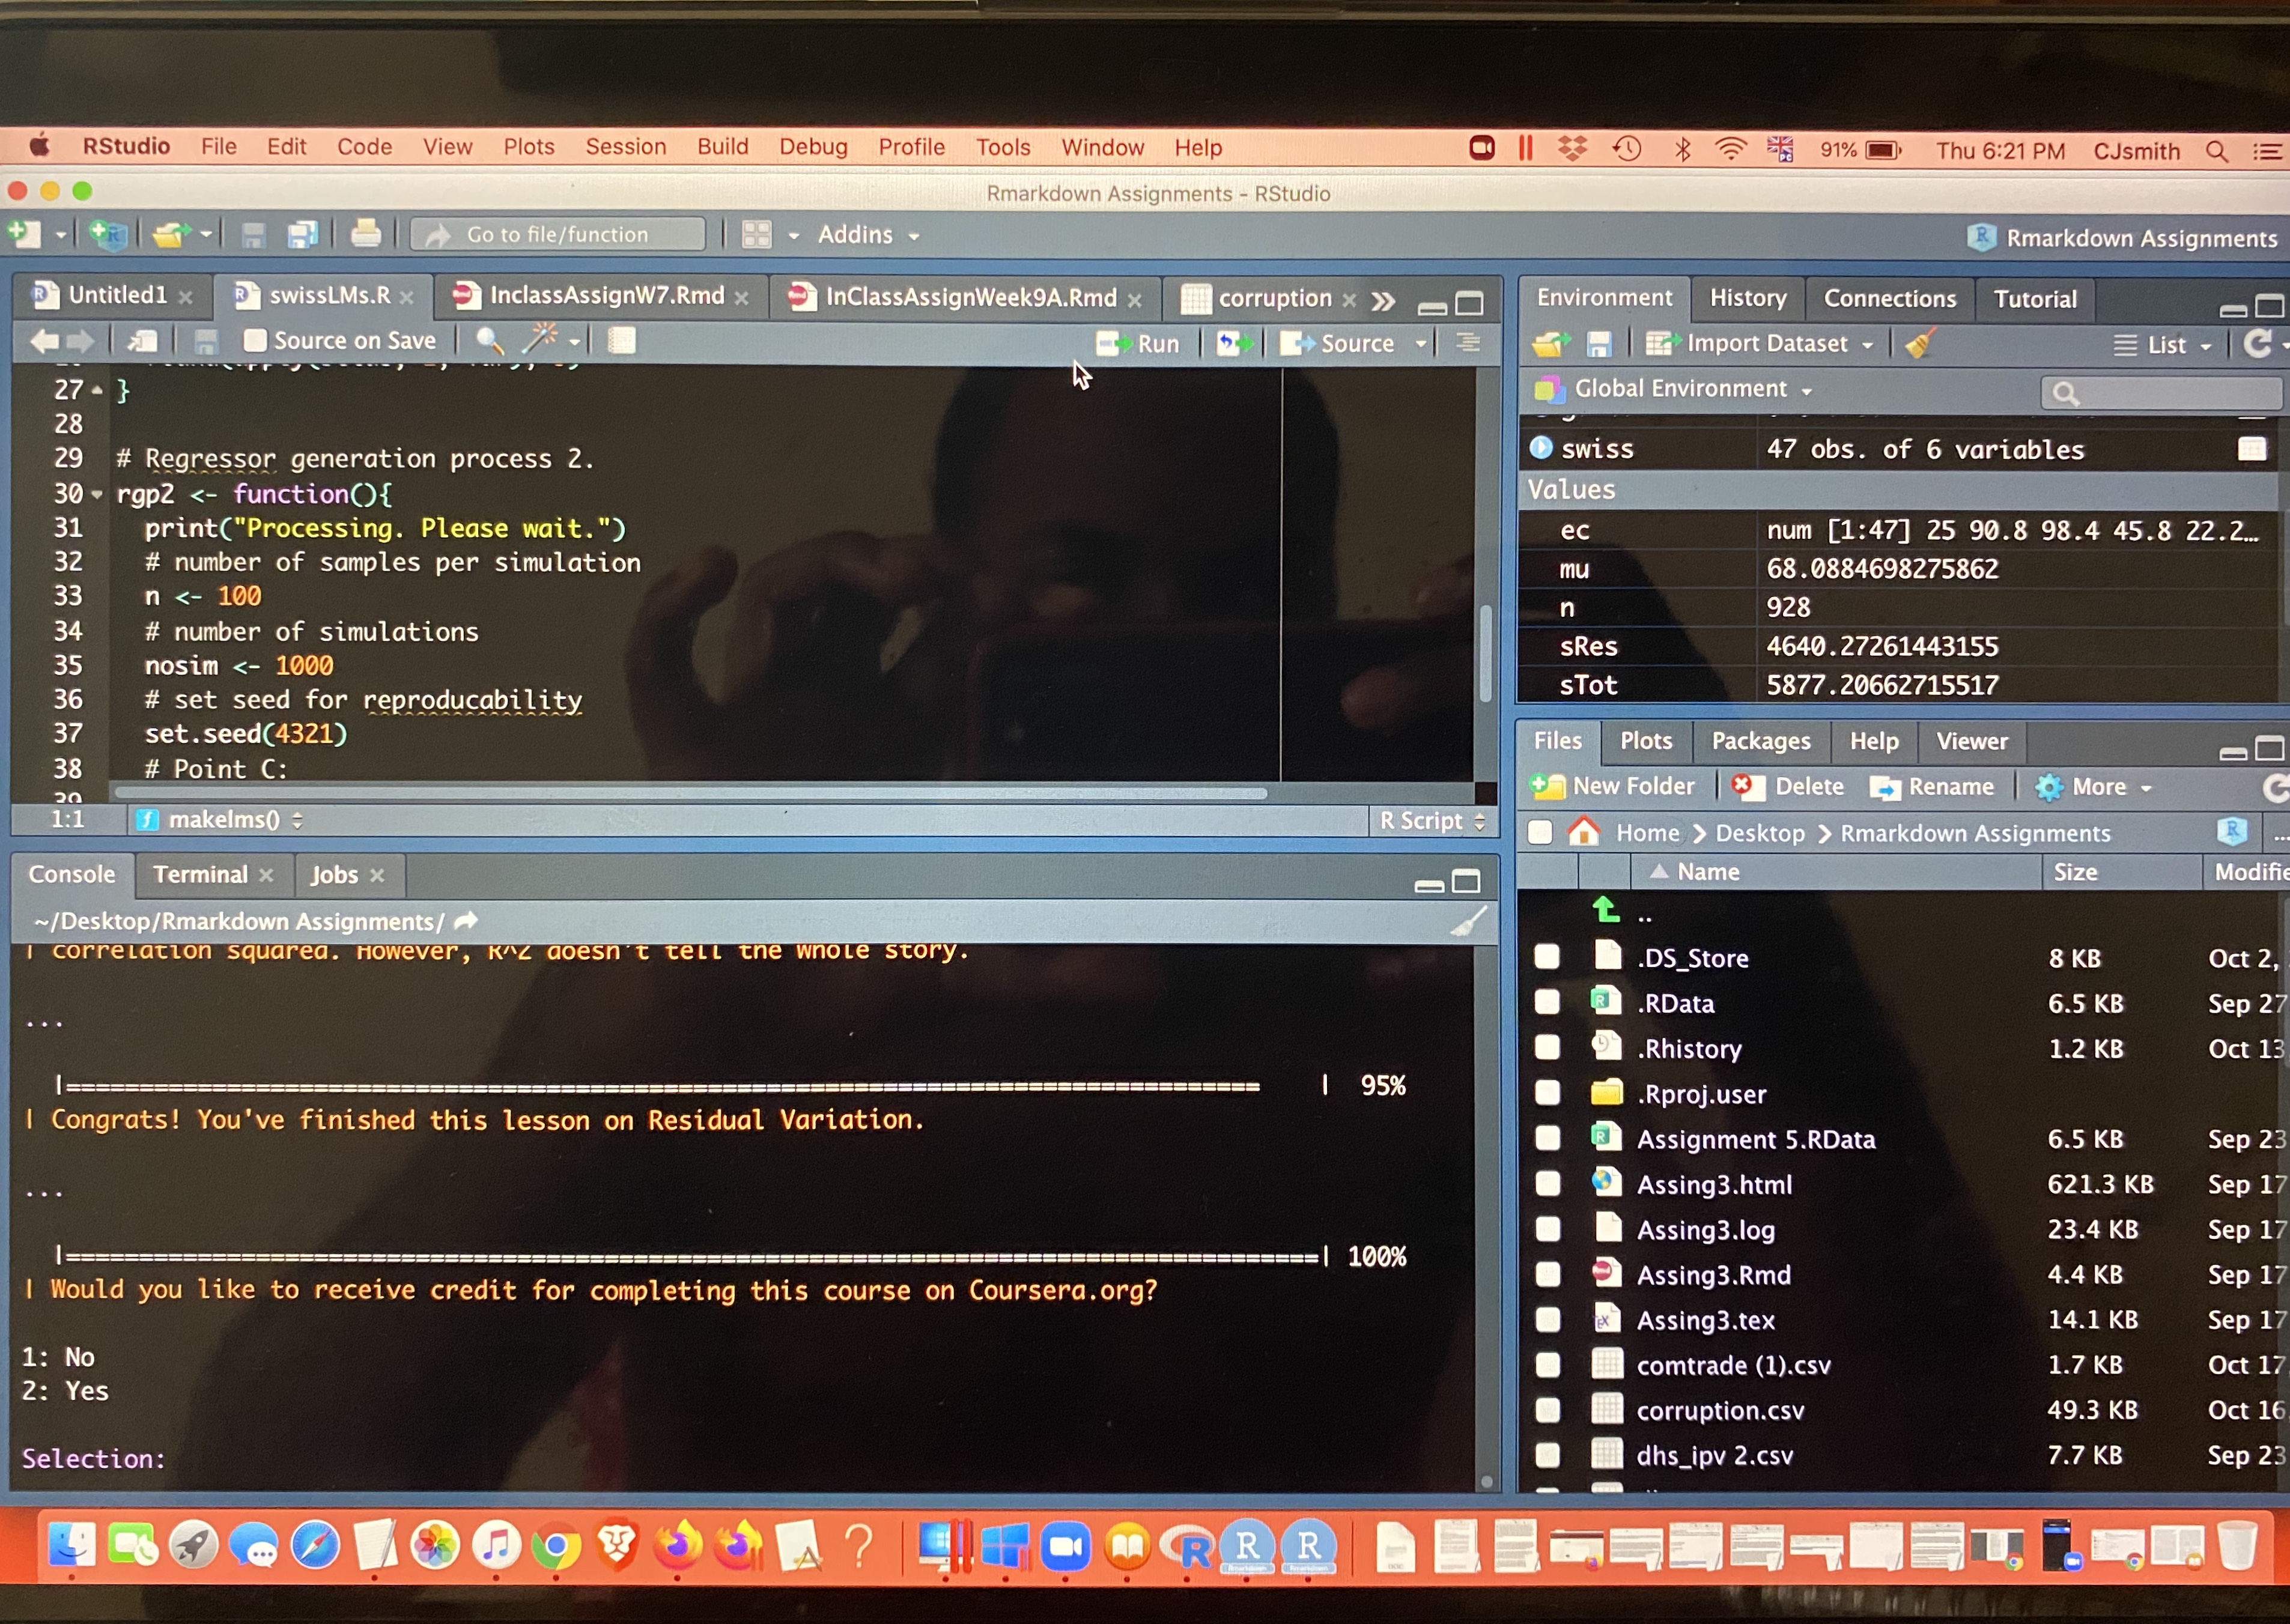 RStudio File Edit Code View Plots Session Build Debug Profile Tools Window Help 91% Thu 6:21 PM CJsmith
Rmarkdown Assignments - RStudio
Go to file/function Addins Rmarkdown Assignments
Untitled1 swissLMs.R InclassAssignW7.Rmd InClassAssignWeek9A.Rmd corruption
Source on Save Run Source
27 }
28
29 # Regressor generation process 2.
30 rgp2 <- function(){
31 print("Processing. Please wait.")
32 # number of samples per simulation
33 n <- 100
34 # number of simulations
35 nosim <- 1000
36 # set seed for reproducability
37 set.seed(4321)
38 # Point C:
39
1:1 makelms() R Script
Console Terminal Jobs
~/Desktop/Rmarkdown Assignments/
| correlation squared. However, R^2 doesn't tell the whole story.
...
|======================================================================================| 95%
| Congrats! You've finished this lesson on Residual Variation.
...
|==========================================================================================| 100%
| Would you like to receive credit for completing this course on Coursera.org?
1: No
2: Yes
Selection:
Environment History Connections Tutorial
Import Dataset List
Global Environment
swiss 47 obs. of 6 variables
Values
ec num [1:47] 25 90.8 98.4 45.8 22.2…
mu 68.0884698275862
n 928
sRes 4640.27261443155
sTot 5877.20662715517
Files Plots Packages Help Viewer
New Folder Delete Rename More
Home Desktop Rmarkdown Assignments ...
Name Size Modifie
..
.DS_Store 8 KB Oct 2,
.RData 6.5 KB Sep 27
.Rhistory 1.2 KB Oct 13
.Rproj.user
Assignment 5.RData 6.5 KB Sep 23
Assing3.html 621.3 KB Sep 17
Assing3.log 23.4 KB Sep 17
Assing3.Rmd 4.4 KB Sep 17
Assing3.tex 14.1 KB Sep 17
comtrade (1).csv 1.7 KB Oct 17
corruption.csv 49.3 KB Oct 16
dhs_ipv 2.csv 7.7 KB Sep 23